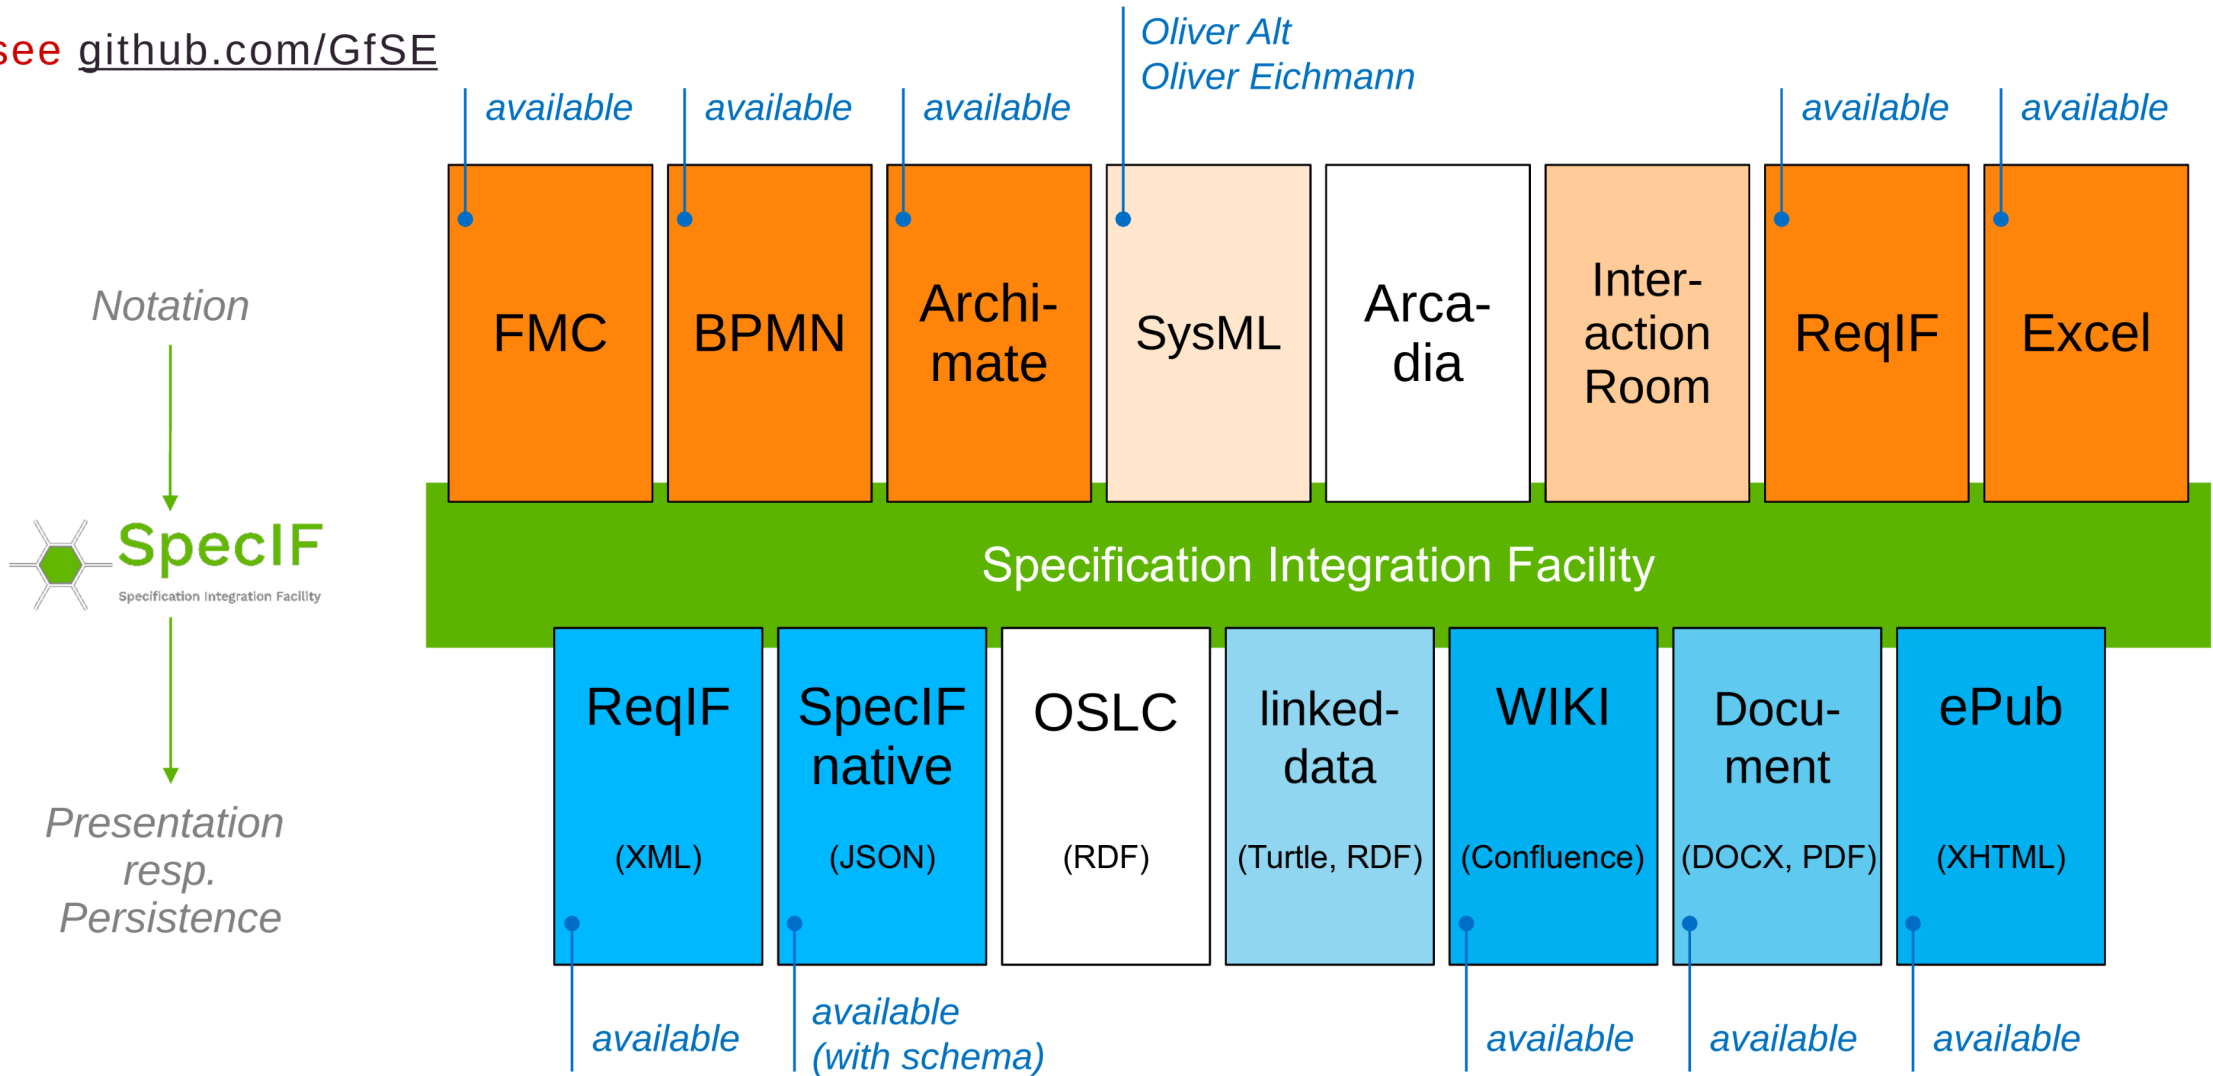 see github.com/GfSE
Oliver Alt
Oliver Eichmann
available
available
available
available
available
Notation
FMC
BPMN
Archi-
mate
SysML
Arca-
dia
Inter-
action
Room
ReqIF
Excel
SpecIF
Specification Integration Facility
Specification Integration Facility
Presentation
resp.
Persistence
ReqIF
(XML)
SpecIF
native
(JSON)
OSLC
(RDF)
linked-
data
(Turtle, RDF)
WIKI
(Confluence)
Docu-
ment
(DOCX, PDF)
ePub
(XHTML)
available
available
(with schema)
available
available
available